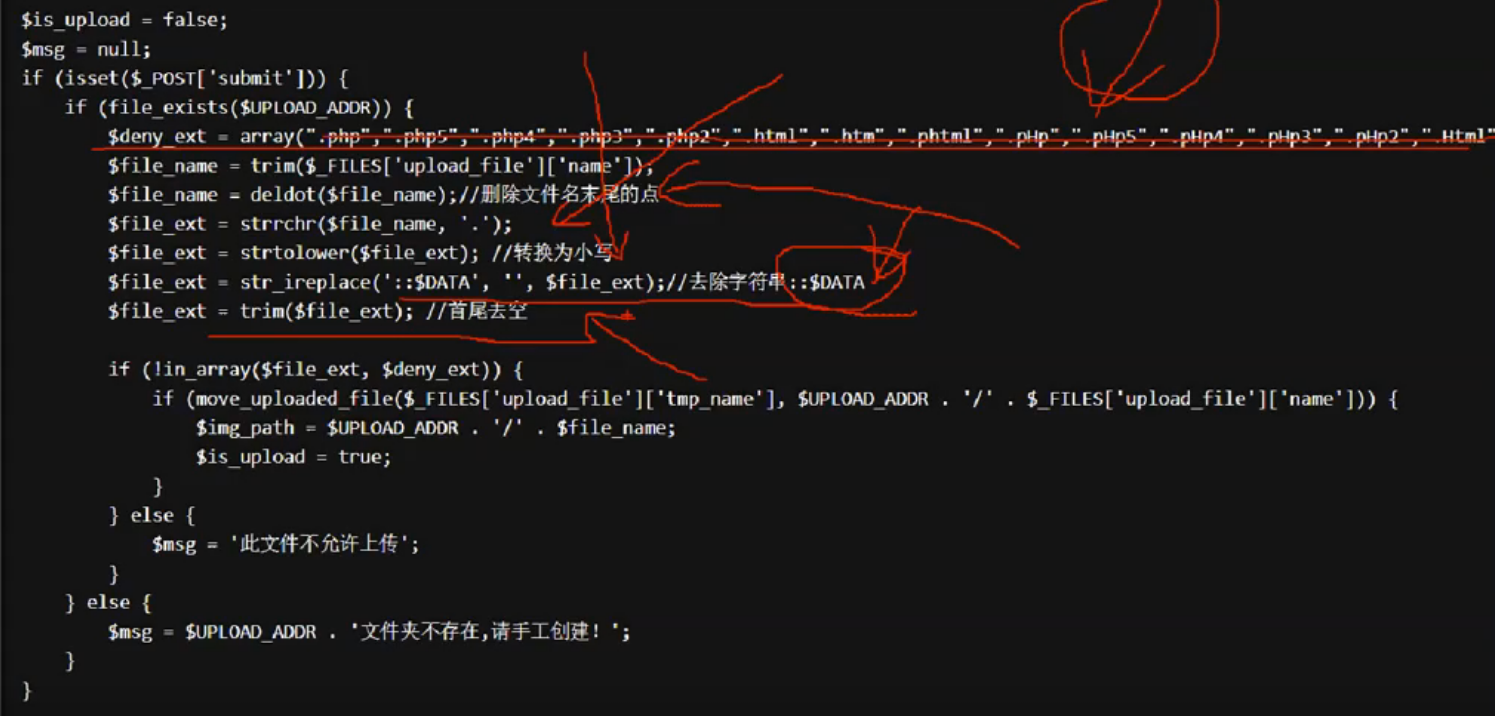 $is_upload = false;
$msg = null;
if (isset($_POST['submit'])) {
if (file_exists($UPLOAD_ADDR)) {
$deny_ext = array(".php",".php5",".php4",".php3",".php2",".html",".htm",".phtml",".pHp",".pHp5",".pHp4",".pHp3",".pHp2",".Html"
$file_name = trim($_FILES['upload_file']['name']);
$file_name = deldot($file_name);//删除文件名末尾的点
$file_ext = strrchr($file_name, '.');
$file_ext = strtolower($file_ext); //转换为小写
$file_ext = str_ireplace('::$DATA', '', $file_ext);//去除字符串::$DATA
$file_ext = trim($file_ext); //首尾去空
if (!in_array($file_ext, $deny_ext)) {
if (move_uploaded_file($_FILES['upload_file']['tmp_name'], $UPLOAD_ADDR . '/' . $_FILES['upload_file']['name'])) {
$img_path = $UPLOAD_ADDR . '/' . $file_name;
$is_upload = true;
}
} else {
$msg = '此文件不允许上传';
}
} else {
$msg = $UPLOAD_ADDR . '文件夹不存在,请手工创建！';
}
}